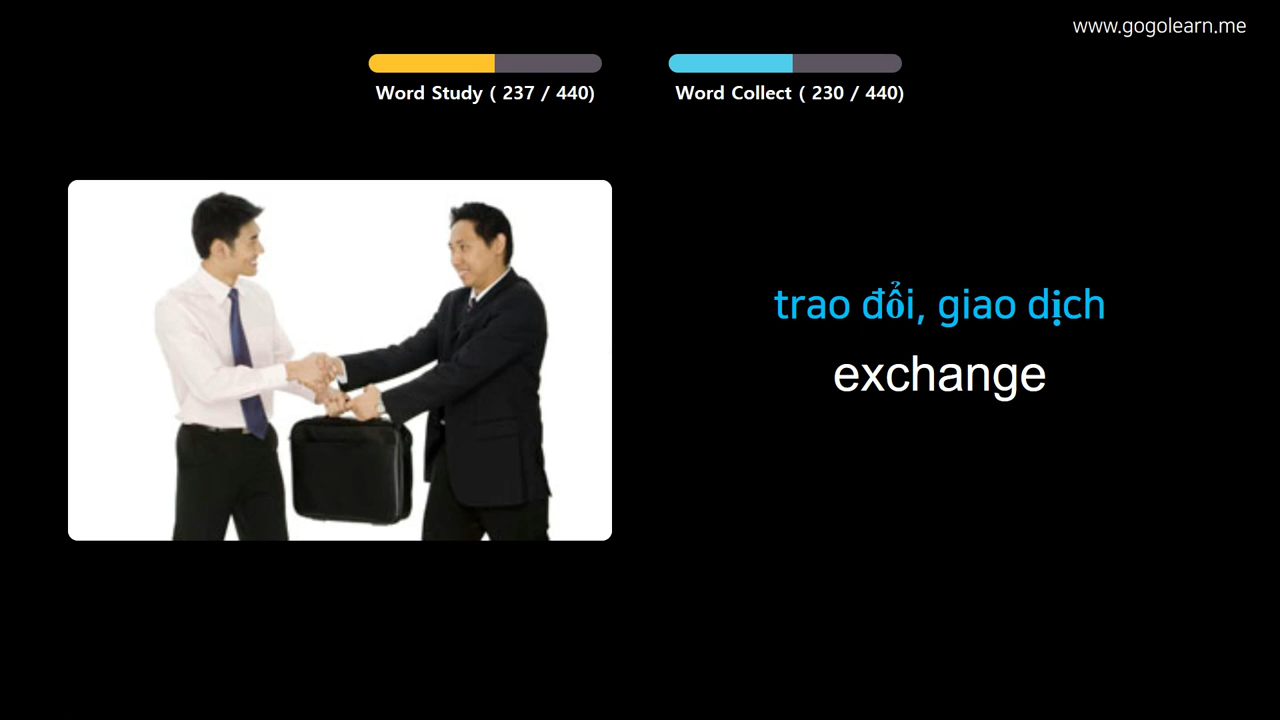 www.gogolearn.me
Word Study ( 237 / 440)
Word Collect ( 230 / 440)
trao đổi, giao dịch
exchange